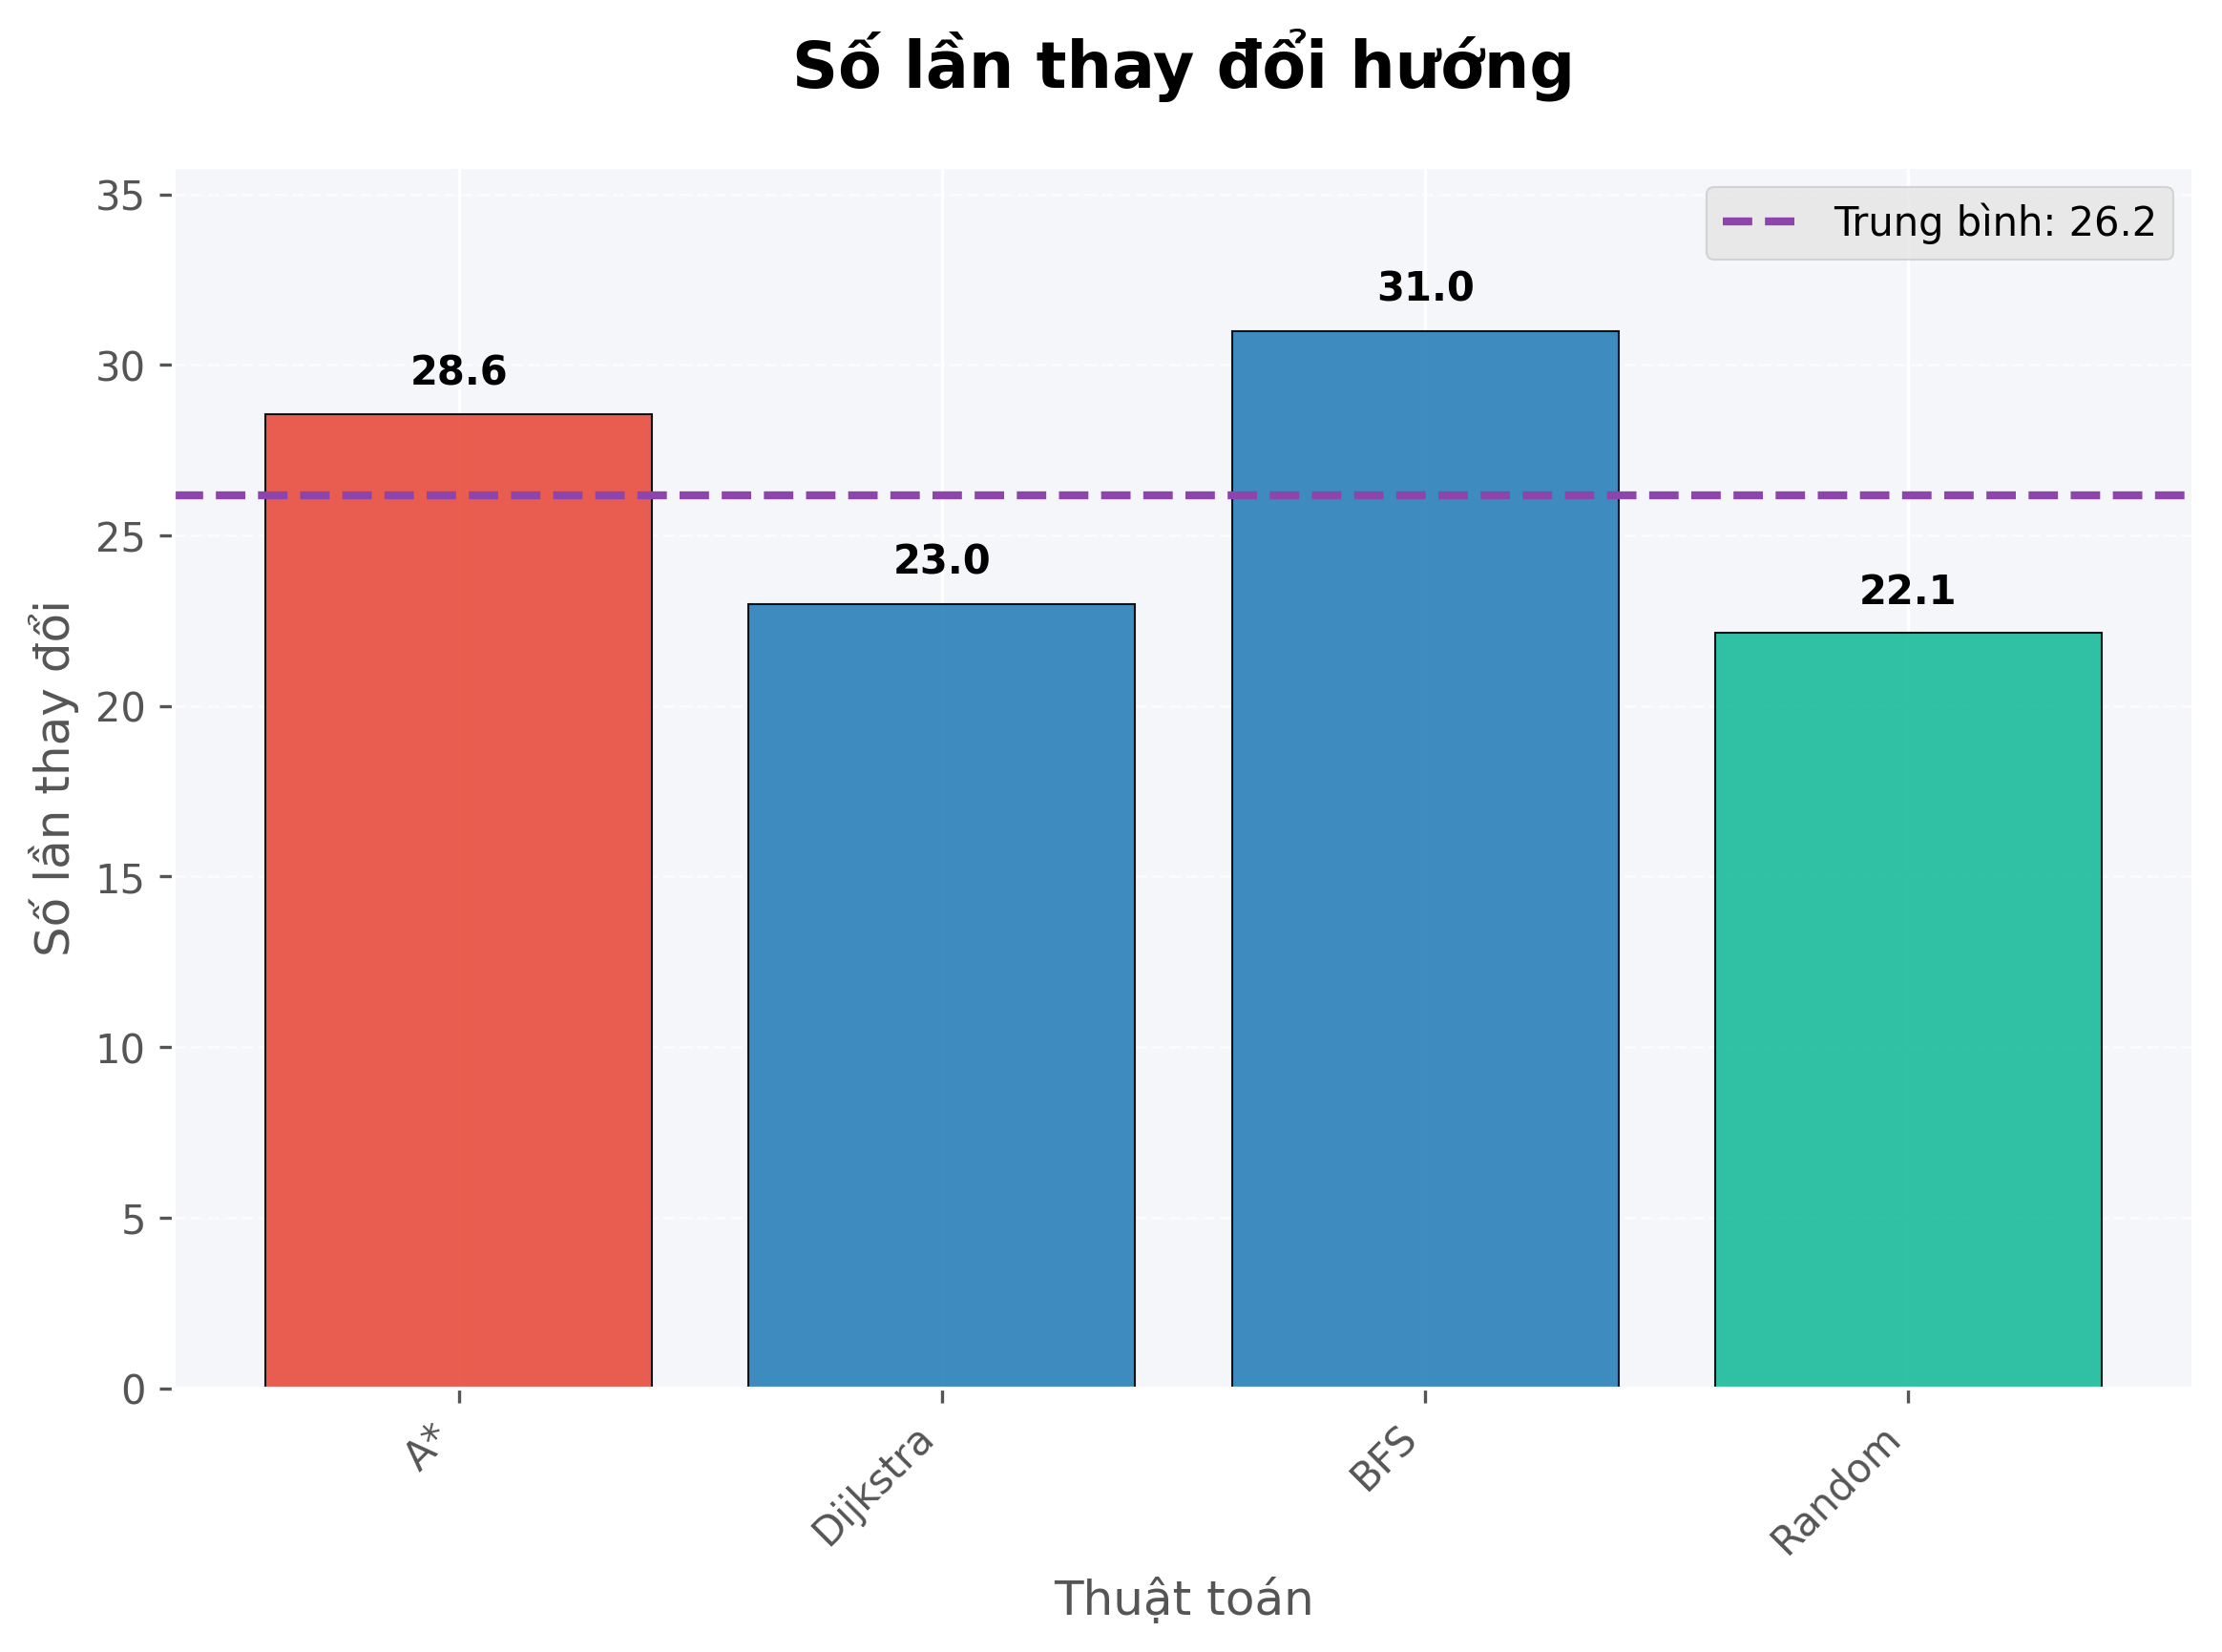 Số lần thay đổi hướng
Trung bình: 26.2
Số lần thay đổi
35
30
25
20
15
10
5
0
28.6
23.0
31.0
22.1
A*
Dijkstra
BFS
Random
Thuật toán